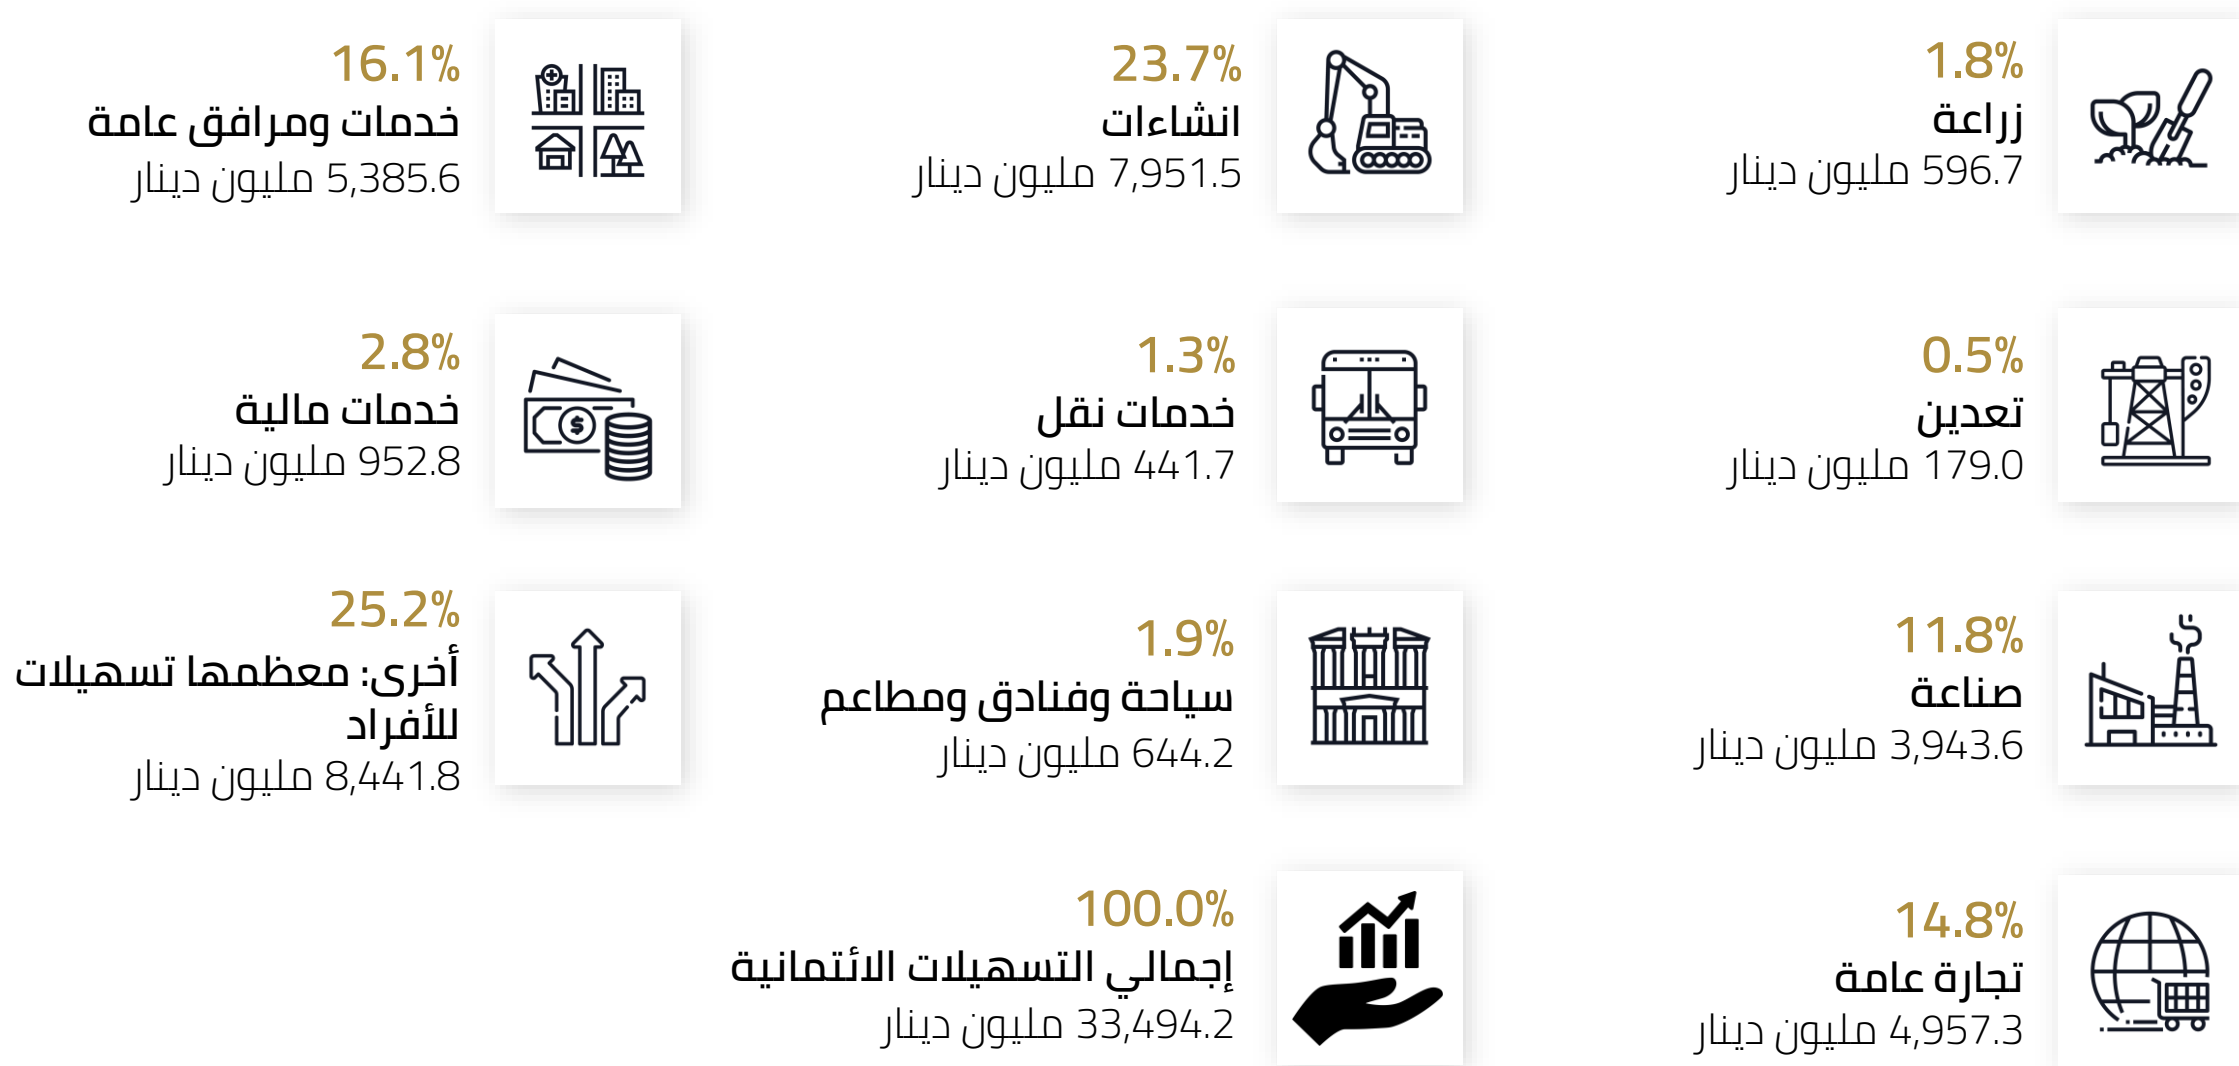 1.8%
زراعة
596.7 مليون دينار
23.7%
انشاءات
7,951.5 مليون دينار
16.1%
خدمات ومرافق عامة
5,385.6 مليون دينار
0.5%
تعدين
179.0 مليون دينار
1.3%
خدمات نقل
441.7 مليون دينار
2.8%
خدمات مالية
952.8 مليون دينار
11.8%
صناعة
3,943.6 مليون دينار
1.9%
سياحة وفنادق ومطاعم
644.2 مليون دينار
25.2%
أخرى: معظمها تسهيلات
للأفراد
8,441.8 مليون دينار
14.8%
تجارة عامة
4,957.3 مليون دينار
100.0%
إجمالي التسهيلات الائتمانية
33,494.2 مليون دينار